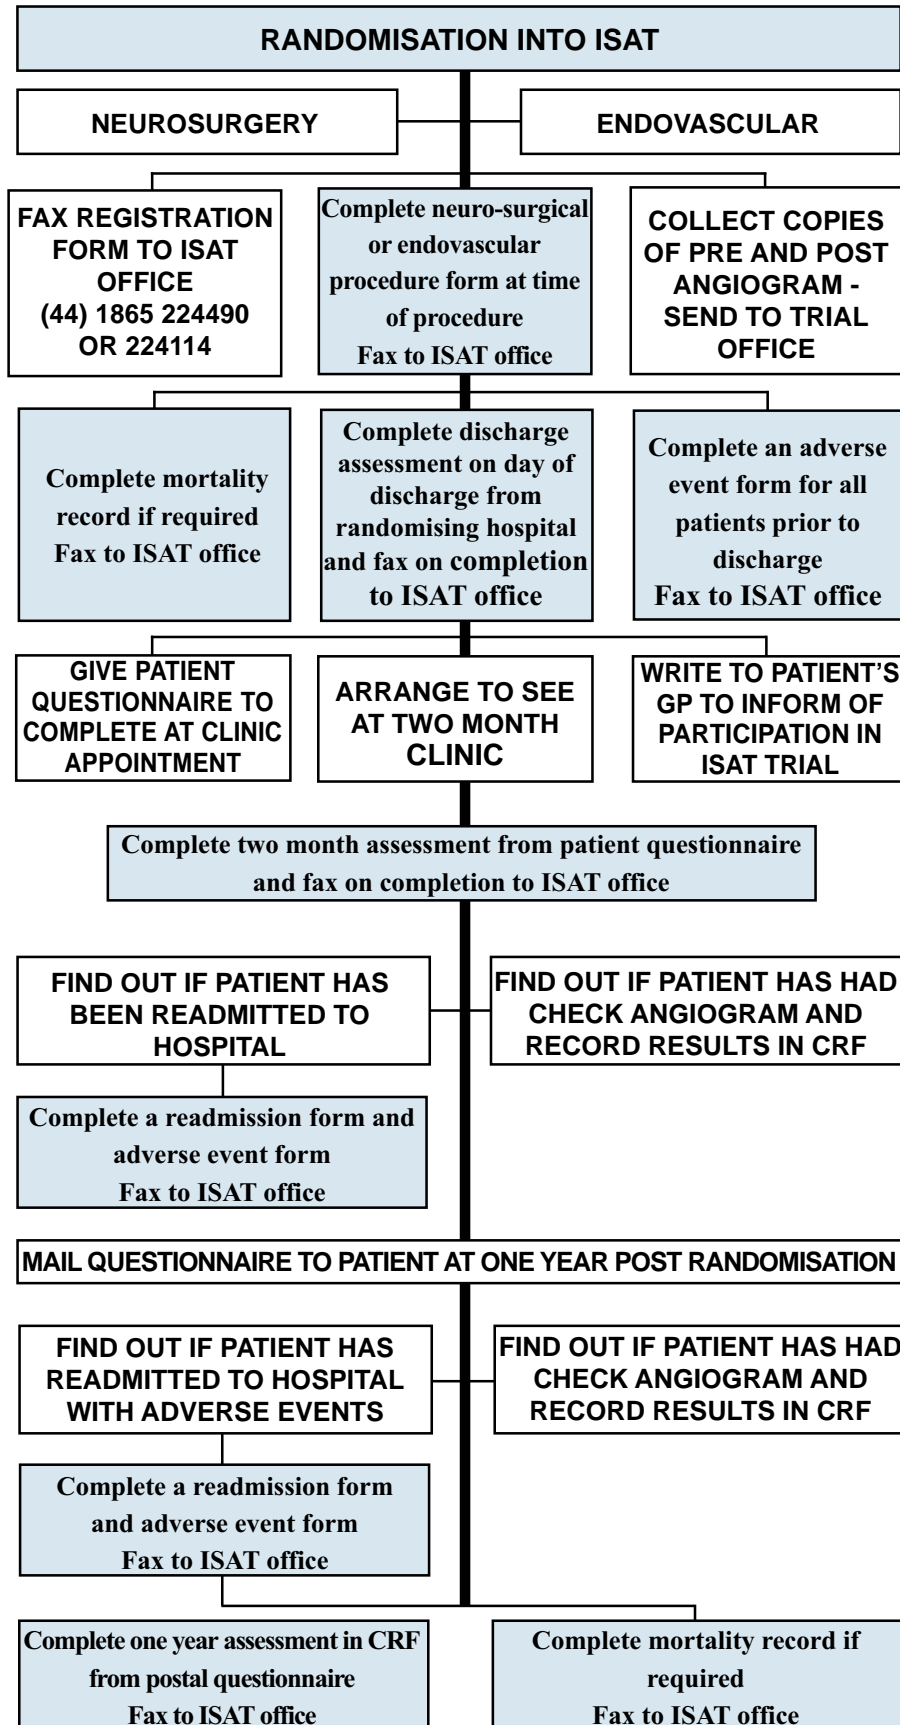 RANDOMISATION INTO ISAT
NEUROSURGERY
ENDOVASCULAR
FAX REGISTRATION
FORM TO ISAT
OFFICE
(44) 1865 224490
OR 224114
Complete neuro-surgical
or endovascular
procedure form at time
of procedure
Fax to ISAT office
COLLECT COPIES
OF PRE AND POST
ANGIOGRAM -
SEND TO TRIAL
OFFICE
Complete mortality
record if required
Fax to ISAT office
Complete discharge
assessment on day of
discharge from
randomising hospital
and fax on completion
to ISAT office
Complete an adverse
event form for all
patients prior to
discharge
Fax to ISAT office
GIVE PATIENT
QUESTIONNAIRE TO
COMPLETE AT CLINIC
APPOINTMENT
ARRANGE TO SEE
AT TWO MONTH
CLINIC
WRITE TO PATIENT'S
GP TO INFORM OF
PARTICIPATION IN
ISAT TRIAL
Complete two month assessment from patient questionnaire
and fax on completion to ISAT office
FIND OUT IF PATIENT HAS
BEEN READMITTED TO
HOSPITAL
FIND OUT IF PATIENT HAS HAD
CHECK ANGIOGRAM AND
RECORD RESULTS IN CRF
Complete a readmission form and
adverse event form
Fax to ISAT office
MAIL QUESTIONNAIRE TO PATIENT AT ONE YEAR POST RANDOMISATION
FIND OUT IF PATIENT HAS
READMITTED TO HOSPITAL
WITH ADVERSE EVENTS
FIND OUT IF PATIENT HAS HAD
CHECK ANGIOGRAM AND
RECORD RESULTS IN CRF
Complete a readmission form
and adverse event form
Fax to ISAT office
Complete one year assessment in CRF
from postal questionnaire
Fax to ISAT office
Complete mortality record if
required
Fax to ISAT office